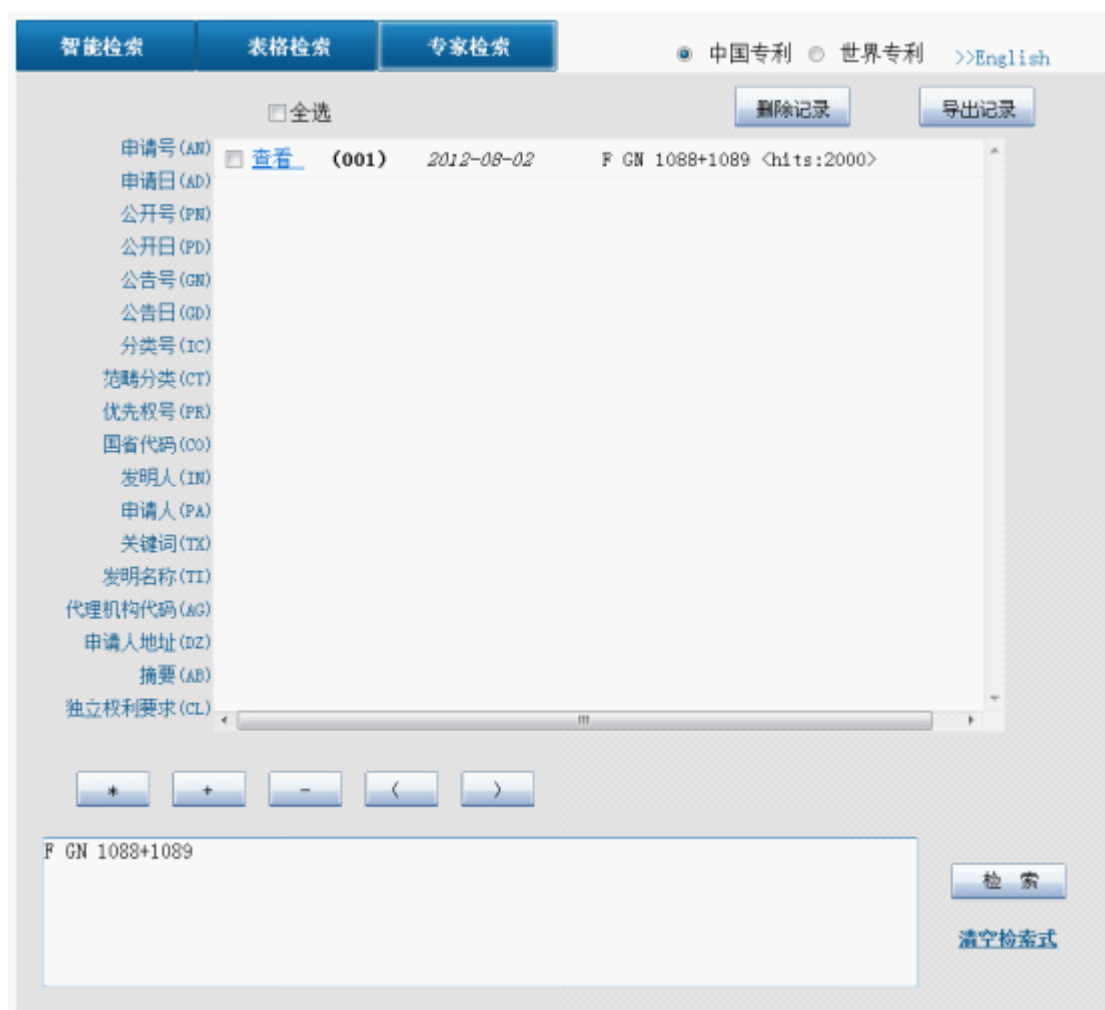 智能检索 表格检索 专家检索 中国专利 世界专利 >>English
全选 删除记录 导出记录
申请号(AN)
查看 (001) 2012-08-02 F GN 1088+1089 <hits:2000>
申请日(AD)
公开号(PN)
公开日(PD)
公告号(GN)
公告日(GD)
分类号(IC)
范畴分类(CT)
优先权号(PR)
国省代码(CO)
发明人(IN)
申请人(PA)
关键词(TX)
发明名称(TI)
代理机构代码(AG)
申请人地址(DZ)
摘要(AB)
独立权利要求(CL)
* + - ( )
F GN 1088+1089
检 索
清空检索式